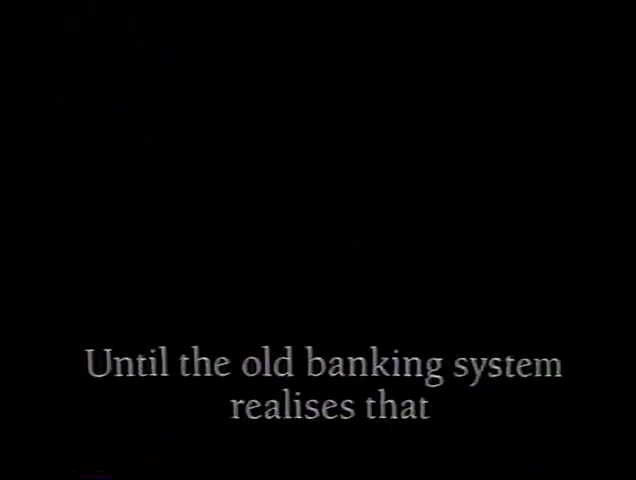 Until the old banking system
realises that